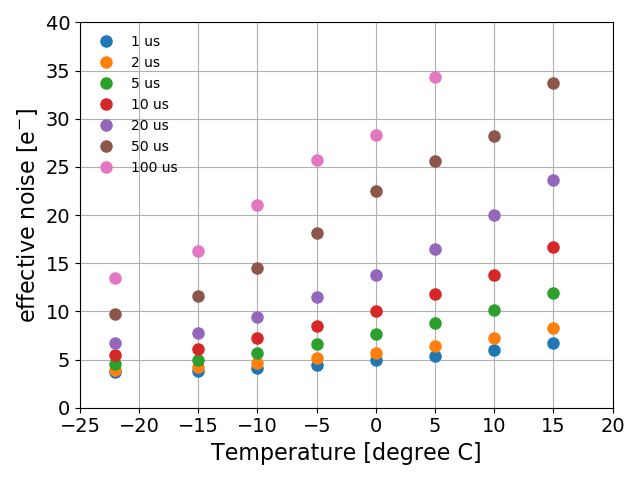 40
35
30
25
20
15
10
5
0
effective noise [e⁻]
1 us
2 us
5 us
10 us
20 us
50 us
100 us
−25 −20 −15 −10 −5 0 5 10 15 20
Temperature [degree C]